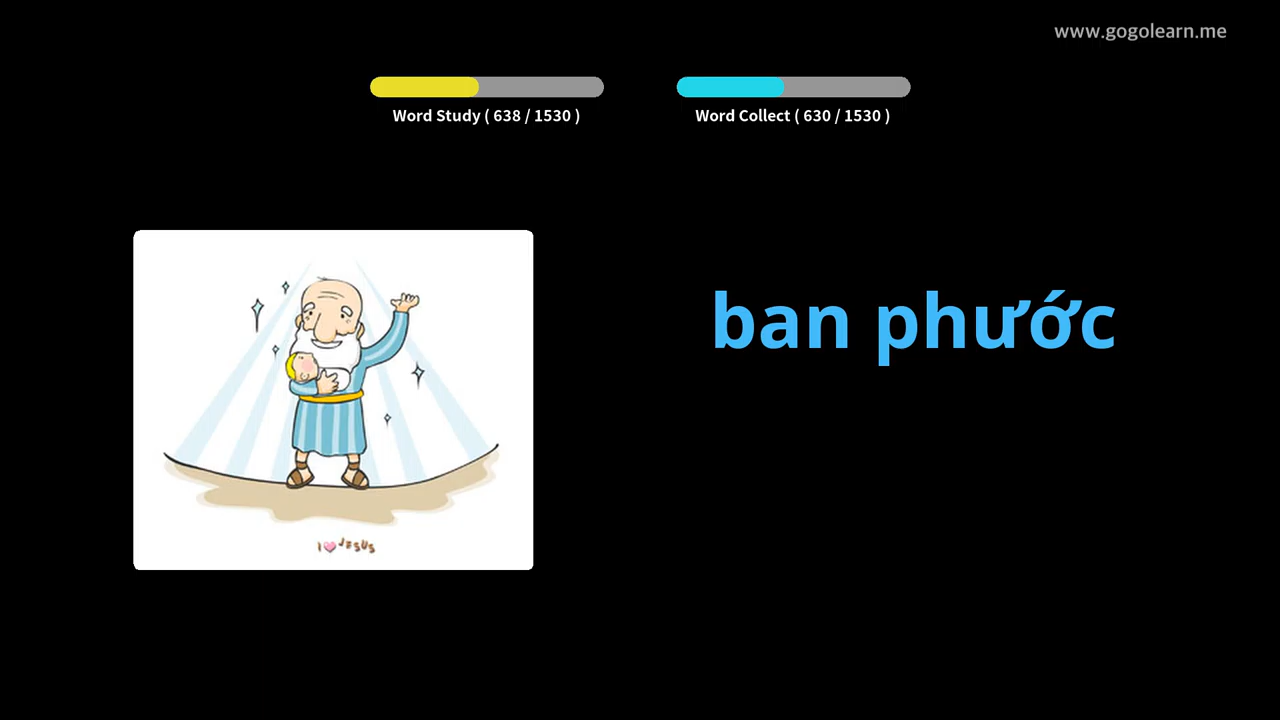 www.gogolearn.me
Word Study ( 638 / 1530 )
Word Collect ( 630 / 1530 )
ban phước
I JESUS